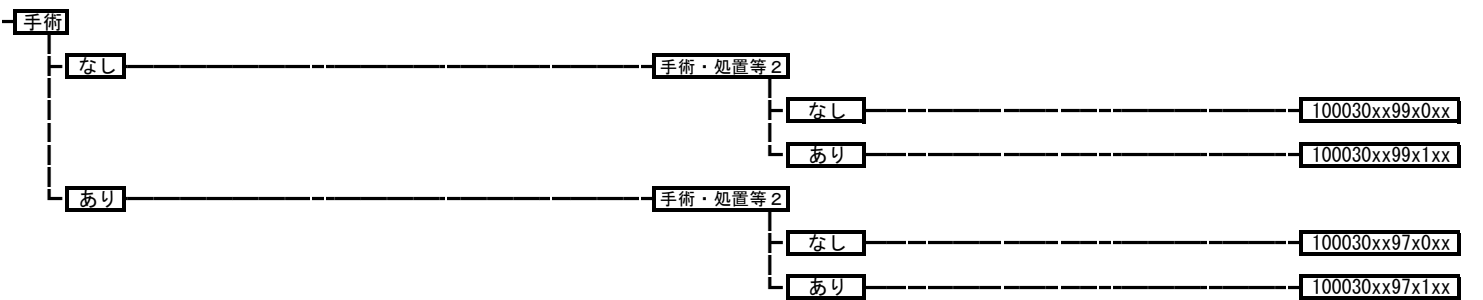 手術
なし 手術・処置等２
なし 100030xx99x0xx
あり 100030xx99x1xx
あり 手術・処置等２
なし 100030xx97x0xx
あり 100030xx97x1xx